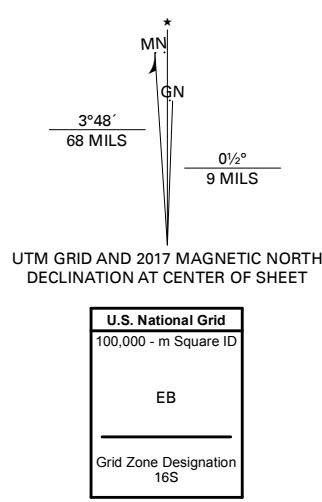 MN
GN
3°48´
68 MILS
0½°
9 MILS
UTM GRID AND 2017 MAGNETIC NORTH
DECLINATION AT CENTER OF SHEET
U.S. National Grid
100,000 - m Square ID
EB
Grid Zone Designation
16S